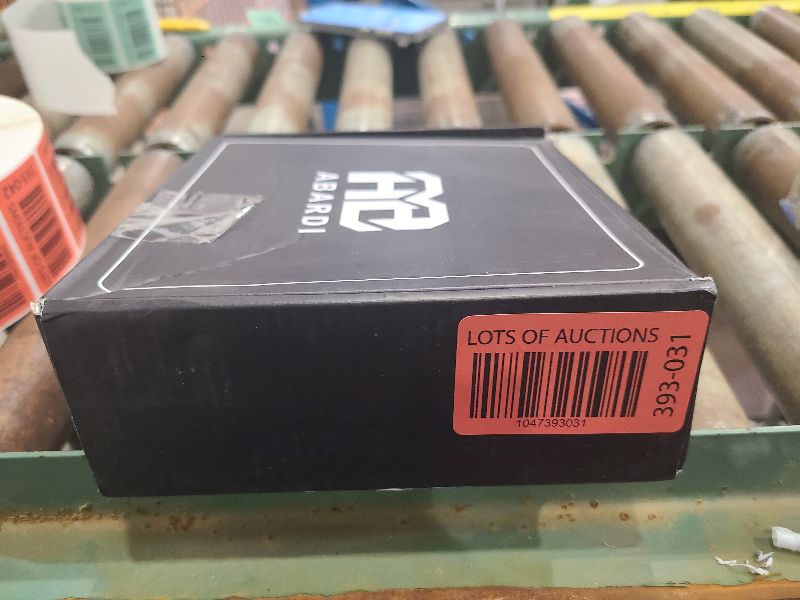 ABARDI
LOTS OF AUCTIONS
1047393031
393-031